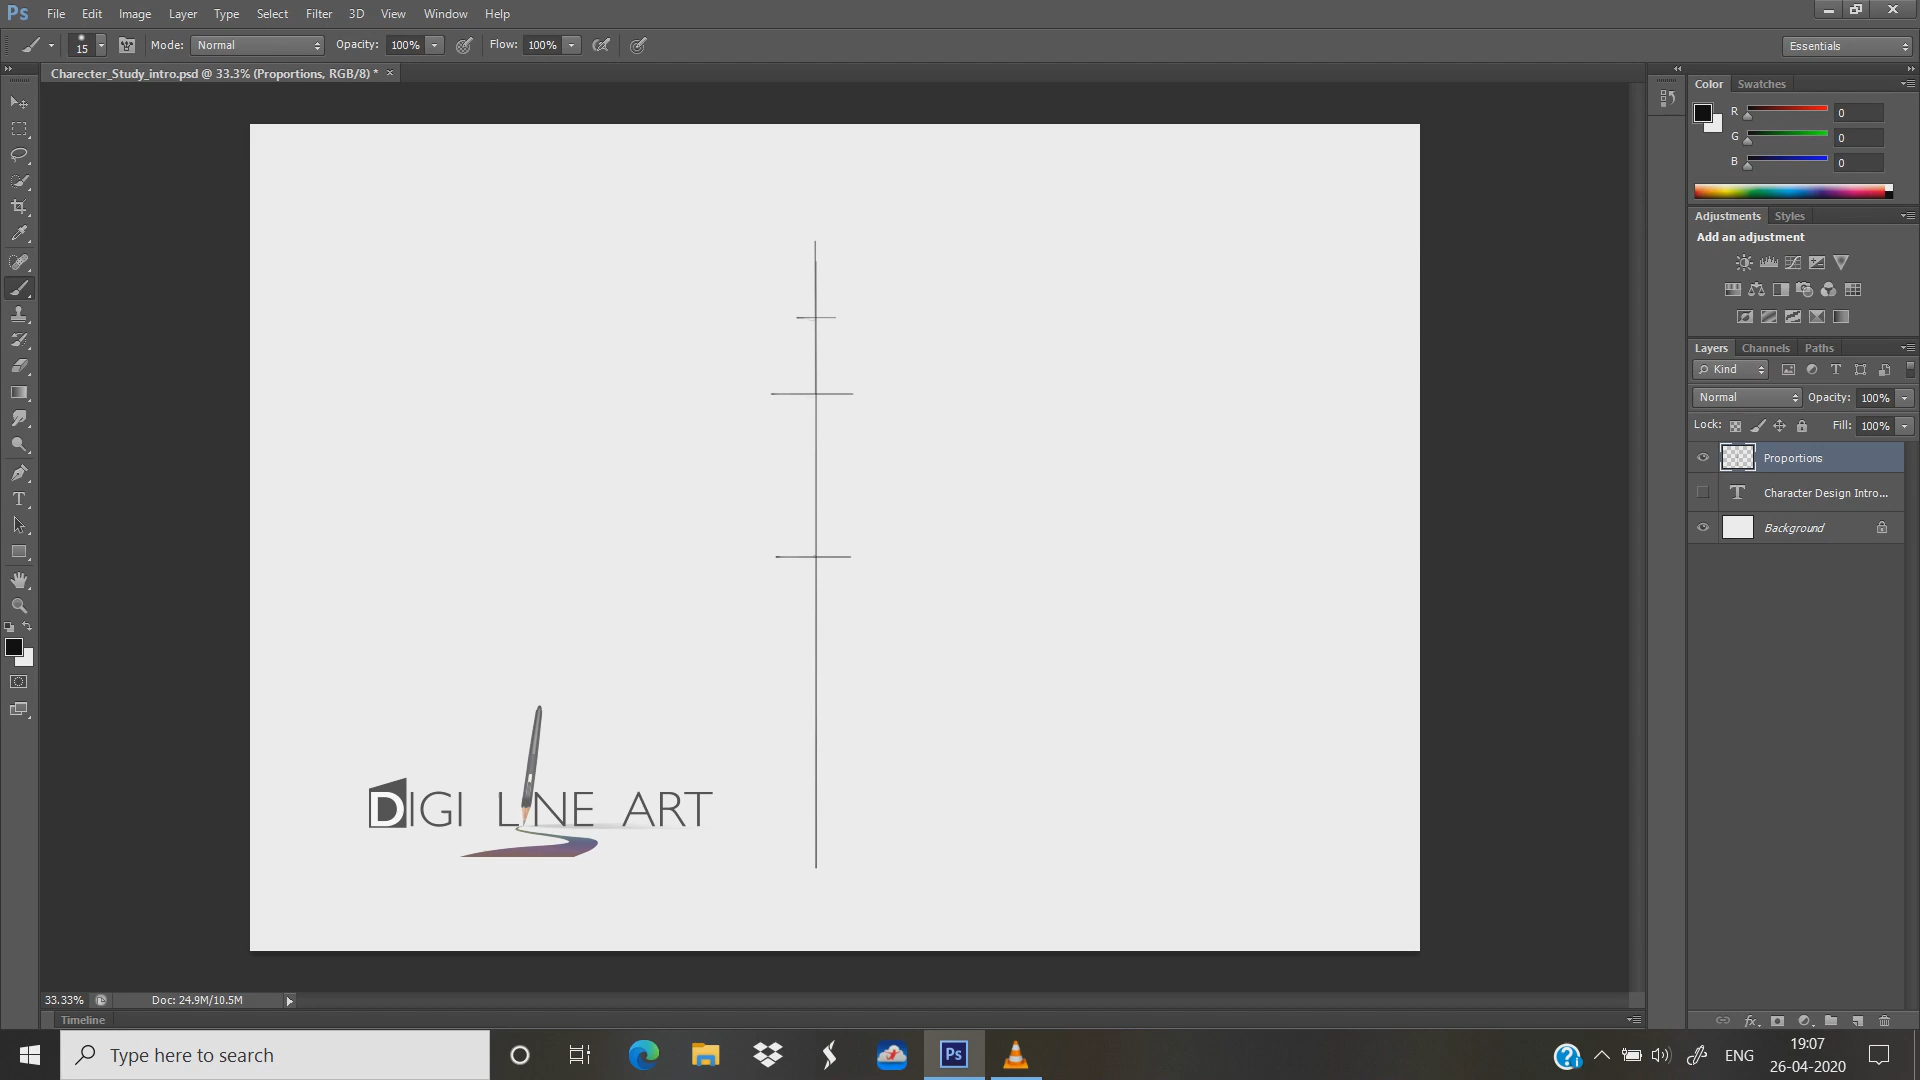 Ps File Edit Image Layer Type Select Filter 3D View Window Help
15 Mode: Normal Opacity: 100% Flow: 100% Essentials
Charecter_Study_intro.psd @ 33.3% (Proportions, RGB/8) *
Color Swatches
R 0
G 0
B 0
Adjustments Styles
Add an adjustment
Layers Channels Paths
Kind
Normal Opacity: 100%
Lock: Fill: 100%
Proportions
T Character Design Intro...
Background
DIGI LINE ART
33.33% Doc: 24.9M/10.5M
Timeline
Type here to search
Ps
ENG
19:07
26-04-2020